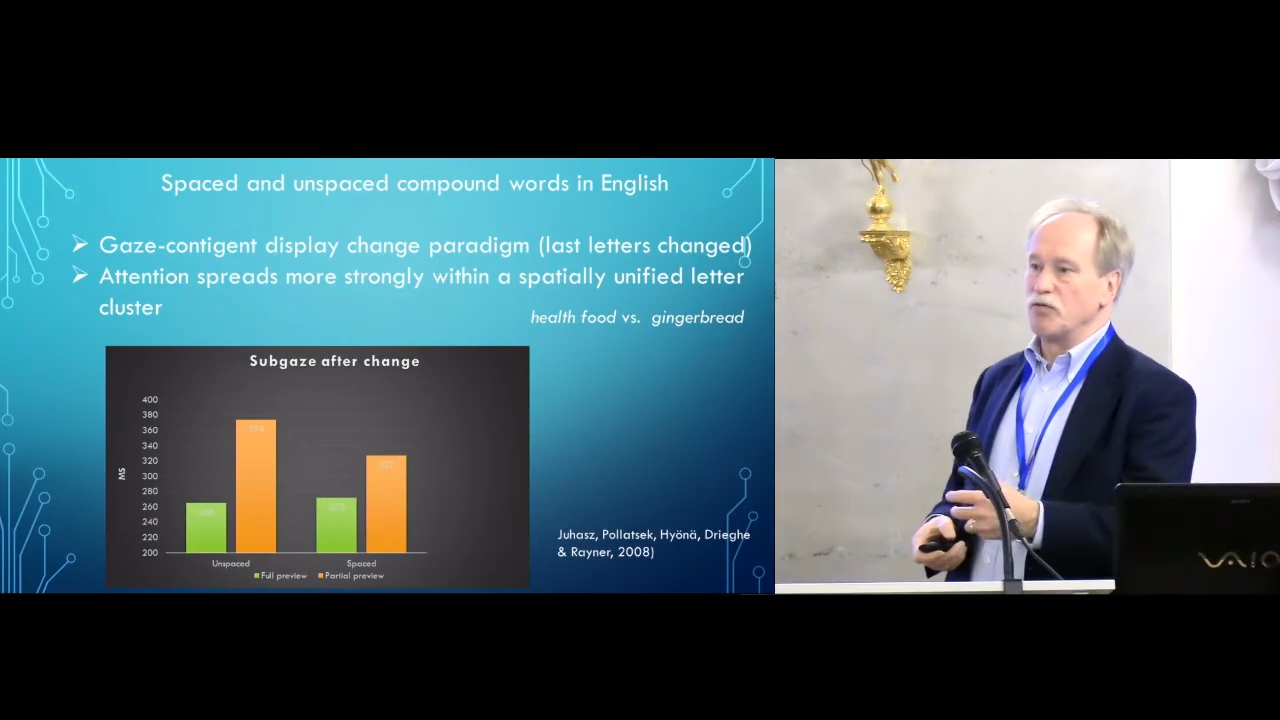 Spaced and unspaced compound words in English
Gaze-contigent display change paradigm (last letters changed)
Attention spreads more strongly within a spatially unified letter
cluster
health food vs. gingerbread
Subgaze after change
400
380
360
340
320
300
280
260
240
220
200
MS
Unspaced
Spaced
Full preview
Partial preview
Juhasz, Pollatsek, Hyönä, Drieghe
& Rayner, 2008)
VAIO